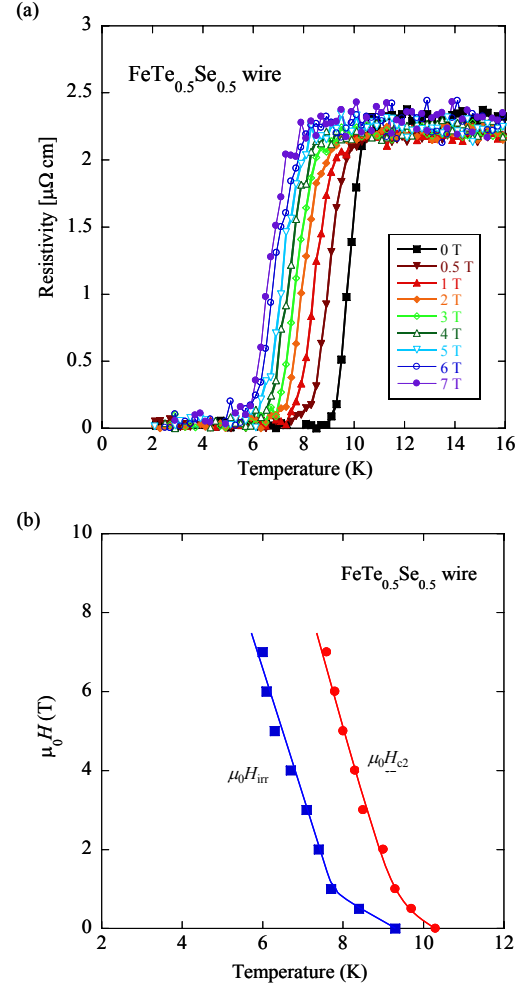 (a)
3
FeTe0.5Se0.5 wire
2.5
2
1.5
1
0.5
0
Resistivity [μΩ cm]
0 T
0.5 T
1 T
2 T
3 T
4 T
5 T
6 T
7 T
0 2 4 6 8 10 12 14 16
Temperature (K)
(b)
10
FeTe0.5Se0.5 wire
8
6
4
2
0
μ0H (T)
μ0Hirr
μ0Hc2
2 4 6 8 10 12
Temperature (K)